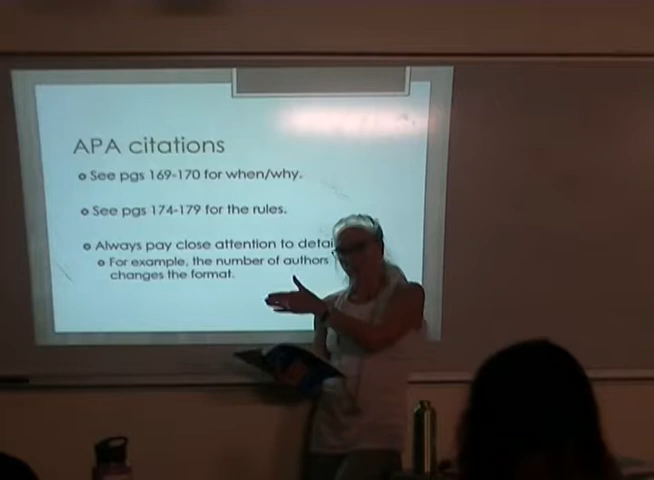 APA citations
See pgs 169-170 for when/why.
See pgs 174-179 for the rules.
Always pay close attention to detai
For example, the number of authors
changes the format.